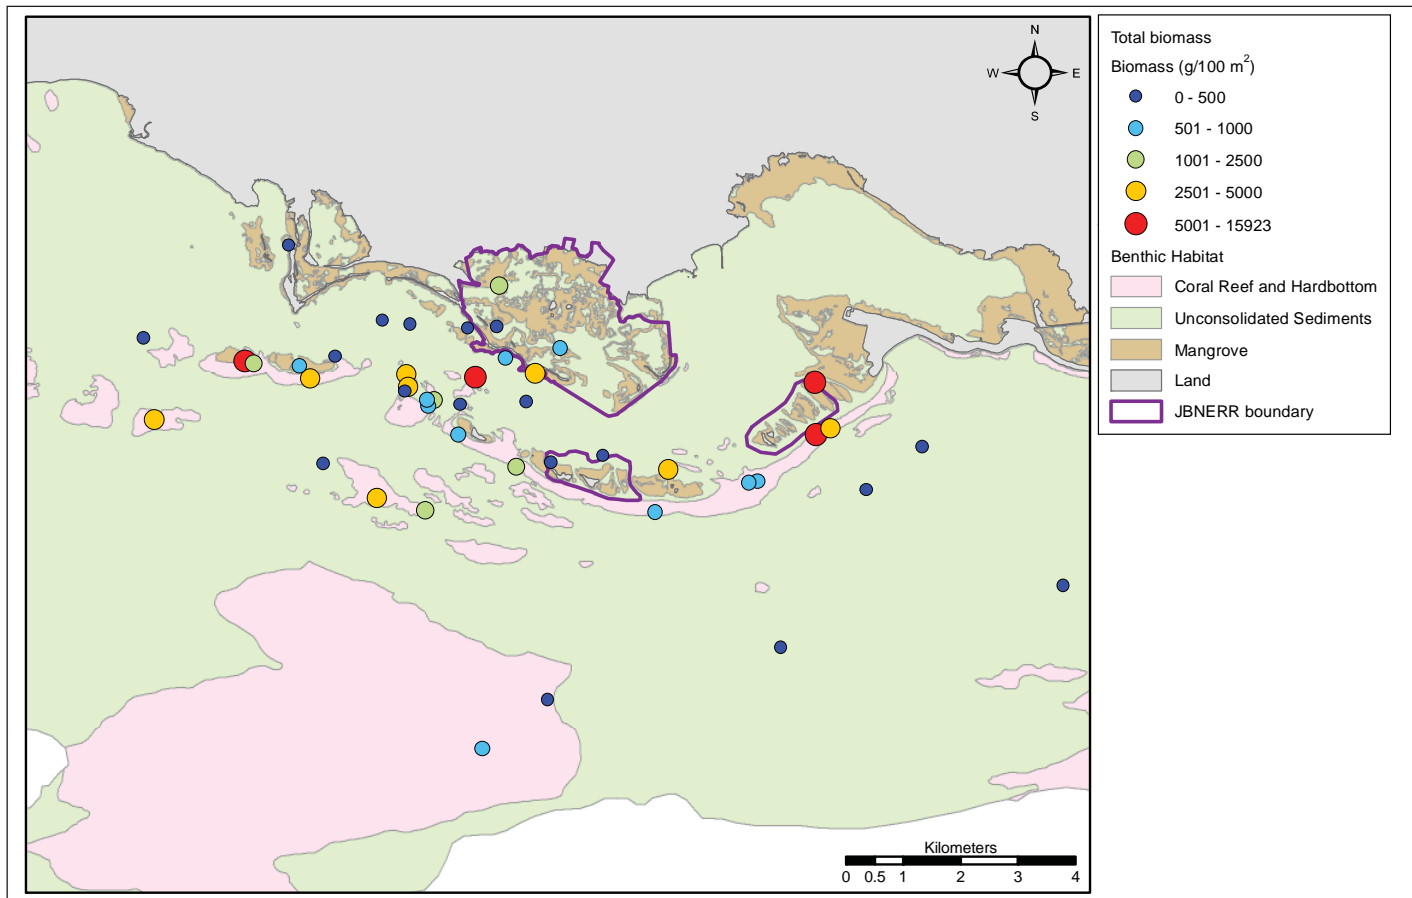 N
W E
S
Total biomass
Biomass (g/100 m²)
0 - 500
501 - 1000
1001 - 2500
2501 - 5000
5001 - 15923
Benthic Habitat
Coral Reef and Hardbottom
Unconsolidated Sediments
Mangrove
Land
JBNERR boundary
Kilometers
0 0.5 1 2 3 4